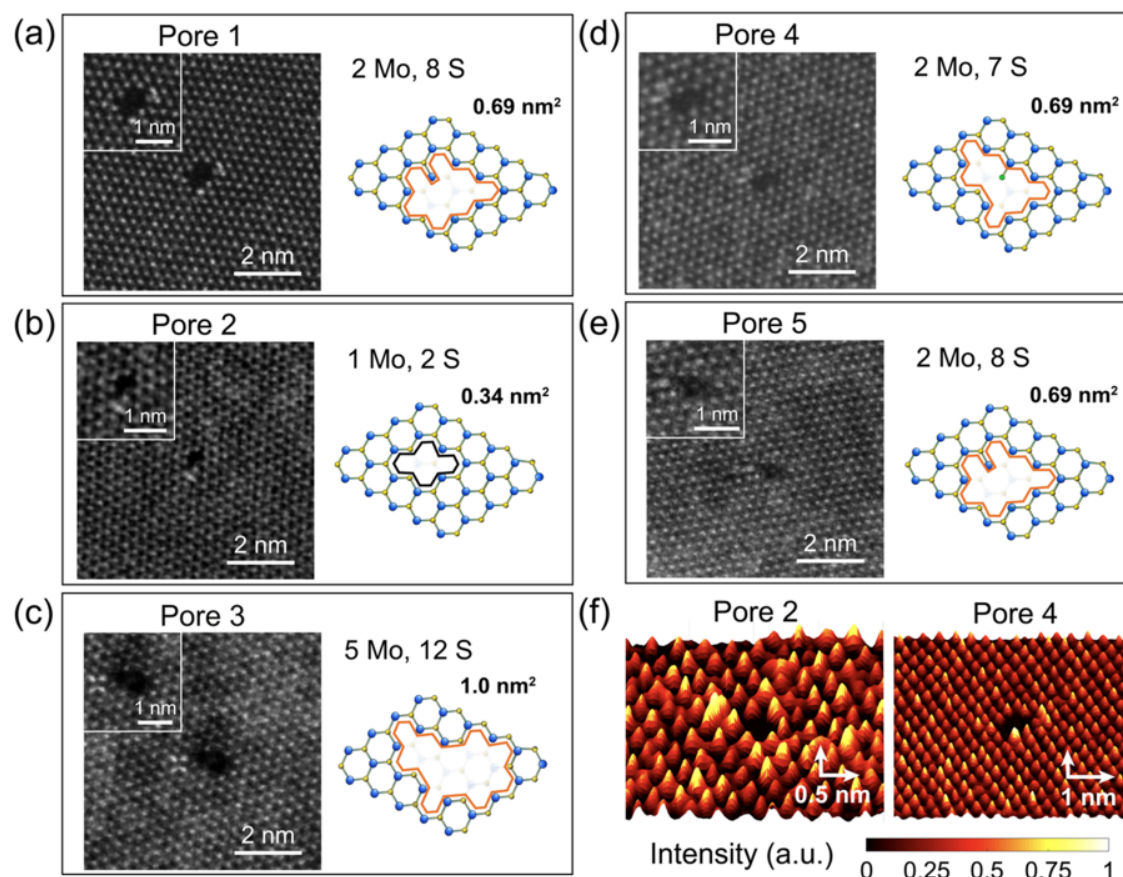 (a)
Pore 1
1 nm
2 nm
2 Mo, 8 S
0.69 nm²
(b)
Pore 2
1 nm
2 nm
1 Mo, 2 S
0.34 nm²
(c)
Pore 3
1 nm
2 nm
5 Mo, 12 S
1.0 nm²
(d)
Pore 4
1 nm
2 nm
2 Mo, 7 S
0.69 nm²
(e)
Pore 5
1 nm
2 nm
2 Mo, 8 S
0.69 nm²
(f)
Pore 2
0.5 nm
Pore 4
1 nm
Intensity (a.u.)
0 0.25 0.5 0.75 1